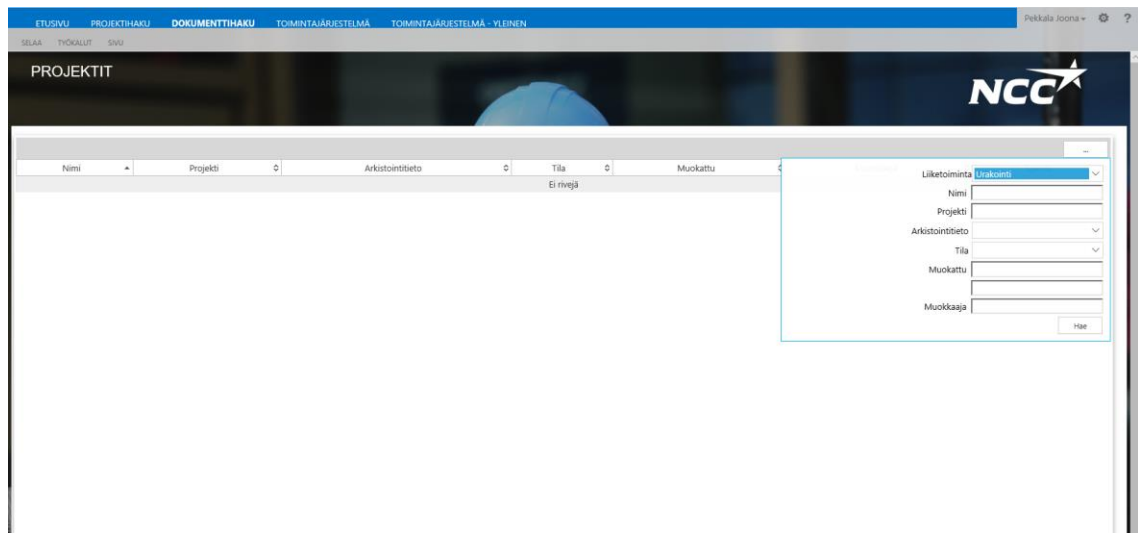 ETUSIVU PROJEKTIHAKU DOKUMENTTIHAKU TOIMINTAJÄRJESTELMÄ TOIMINTAJÄRJESTELMÄ - YLEINEN Pekkala Joona ?
SELAA TYÖKALUT SIVU
PROJEKTIT
NCC
...
Nimi Projekti Arkistointitieto Tila Muokattu
Ei rivejä
Liiketoiminta Urakointi
Nimi
Projekti
Arkistointitieto
Tila
Muokattu
Muokkaaja
Hae